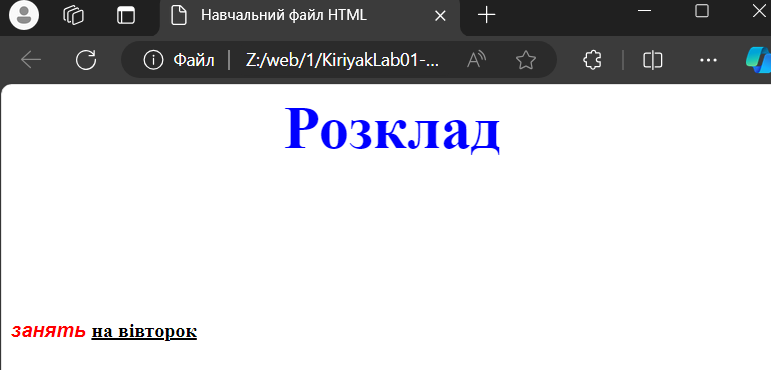 Навчальний файл HTML
Файл Z:/web/1/KiriyakLab01-...
Розклад
занять на вівторок